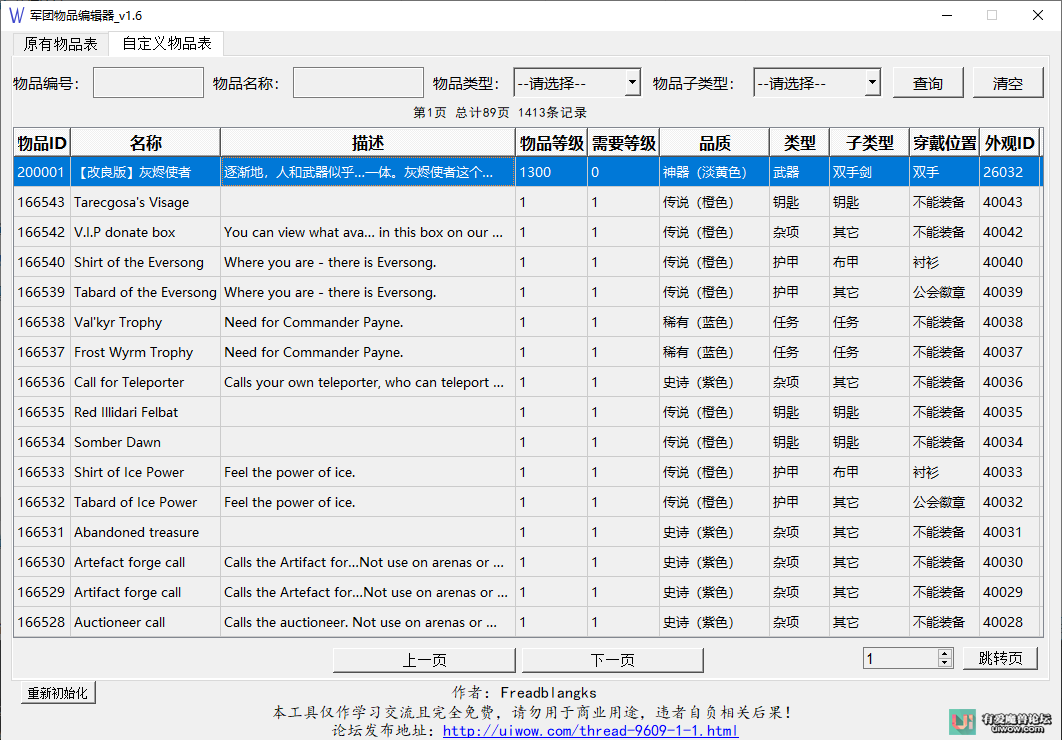 军团物品编辑器_v1.6
原有物品表 自定义物品表
物品编号： 物品名称： 物品类型： --请选择-- 物品子类型： --请选择-- 查询 清空
第1页 总计89页 1413条记录
物品ID 名称 描述 物品等级 需要等级 品质 类型 子类型 穿戴位置 外观ID
200001 【改良版】灰烬使者 逐渐地，人和武器似乎...一体。灰烬使者这个... 1300 0 神器（淡黄色） 武器 双手剑 双手 26032
166543 Tarecgosa's Visage 1 1 传说（橙色） 钥匙 钥匙 不能装备 40043
166542 V.I.P donate box You can view what ava... in this box on our ... 1 1 传说（橙色） 杂项 其它 不能装备 40042
166540 Shirt of the Eversong Where you are - there is Eversong. 1 1 传说（橙色） 护甲 布甲 衬衫 40040
166539 Tabard of the Eversong Where you are - there is Eversong. 1 1 传说（橙色） 护甲 其它 公会徽章 40039
166538 Val'kyr Trophy Need for Commander Payne. 1 1 稀有（蓝色） 任务 任务 不能装备 40038
166537 Frost Wyrm Trophy Need for Commander Payne. 1 1 稀有（蓝色） 任务 任务 不能装备 40037
166536 Call for Teleporter Calls your own teleporter, who can teleport ... 1 1 史诗（紫色） 杂项 其它 不能装备 40036
166535 Red Illidari Felbat 1 1 传说（橙色） 钥匙 钥匙 不能装备 40035
166534 Somber Dawn 1 1 传说（橙色） 钥匙 钥匙 不能装备 40034
166533 Shirt of Ice Power Feel the power of ice. 1 1 传说（橙色） 护甲 布甲 衬衫 40033
166532 Tabard of Ice Power Feel the power of ice. 1 1 传说（橙色） 护甲 其它 公会徽章 40032
166531 Abandoned treasure 1 1 史诗（紫色） 杂项 其它 不能装备 40031
166530 Artefact forge call Calls the Artifact for...Not use on arenas or ... 1 1 史诗（紫色） 杂项 其它 不能装备 40030
166529 Artifact forge call Calls the Artefact for...Not use on arenas or ... 1 1 史诗（紫色） 杂项 其它 不能装备 40029
166528 Auctioneer call Calls the auctioneer. Not use on arenas or ... 1 1 史诗（紫色） 杂项 其它 不能装备 40028
上一页 下一页 1 跳转页
重新初始化
作者：Freadblangks
本工具仅作学习交流且完全免费，请勿用于商业用途，违者自负相关后果！
论坛发布地址：http://uiwow.com/thread-9609-1-1.html
有爱魔兽论坛
uiwow.com